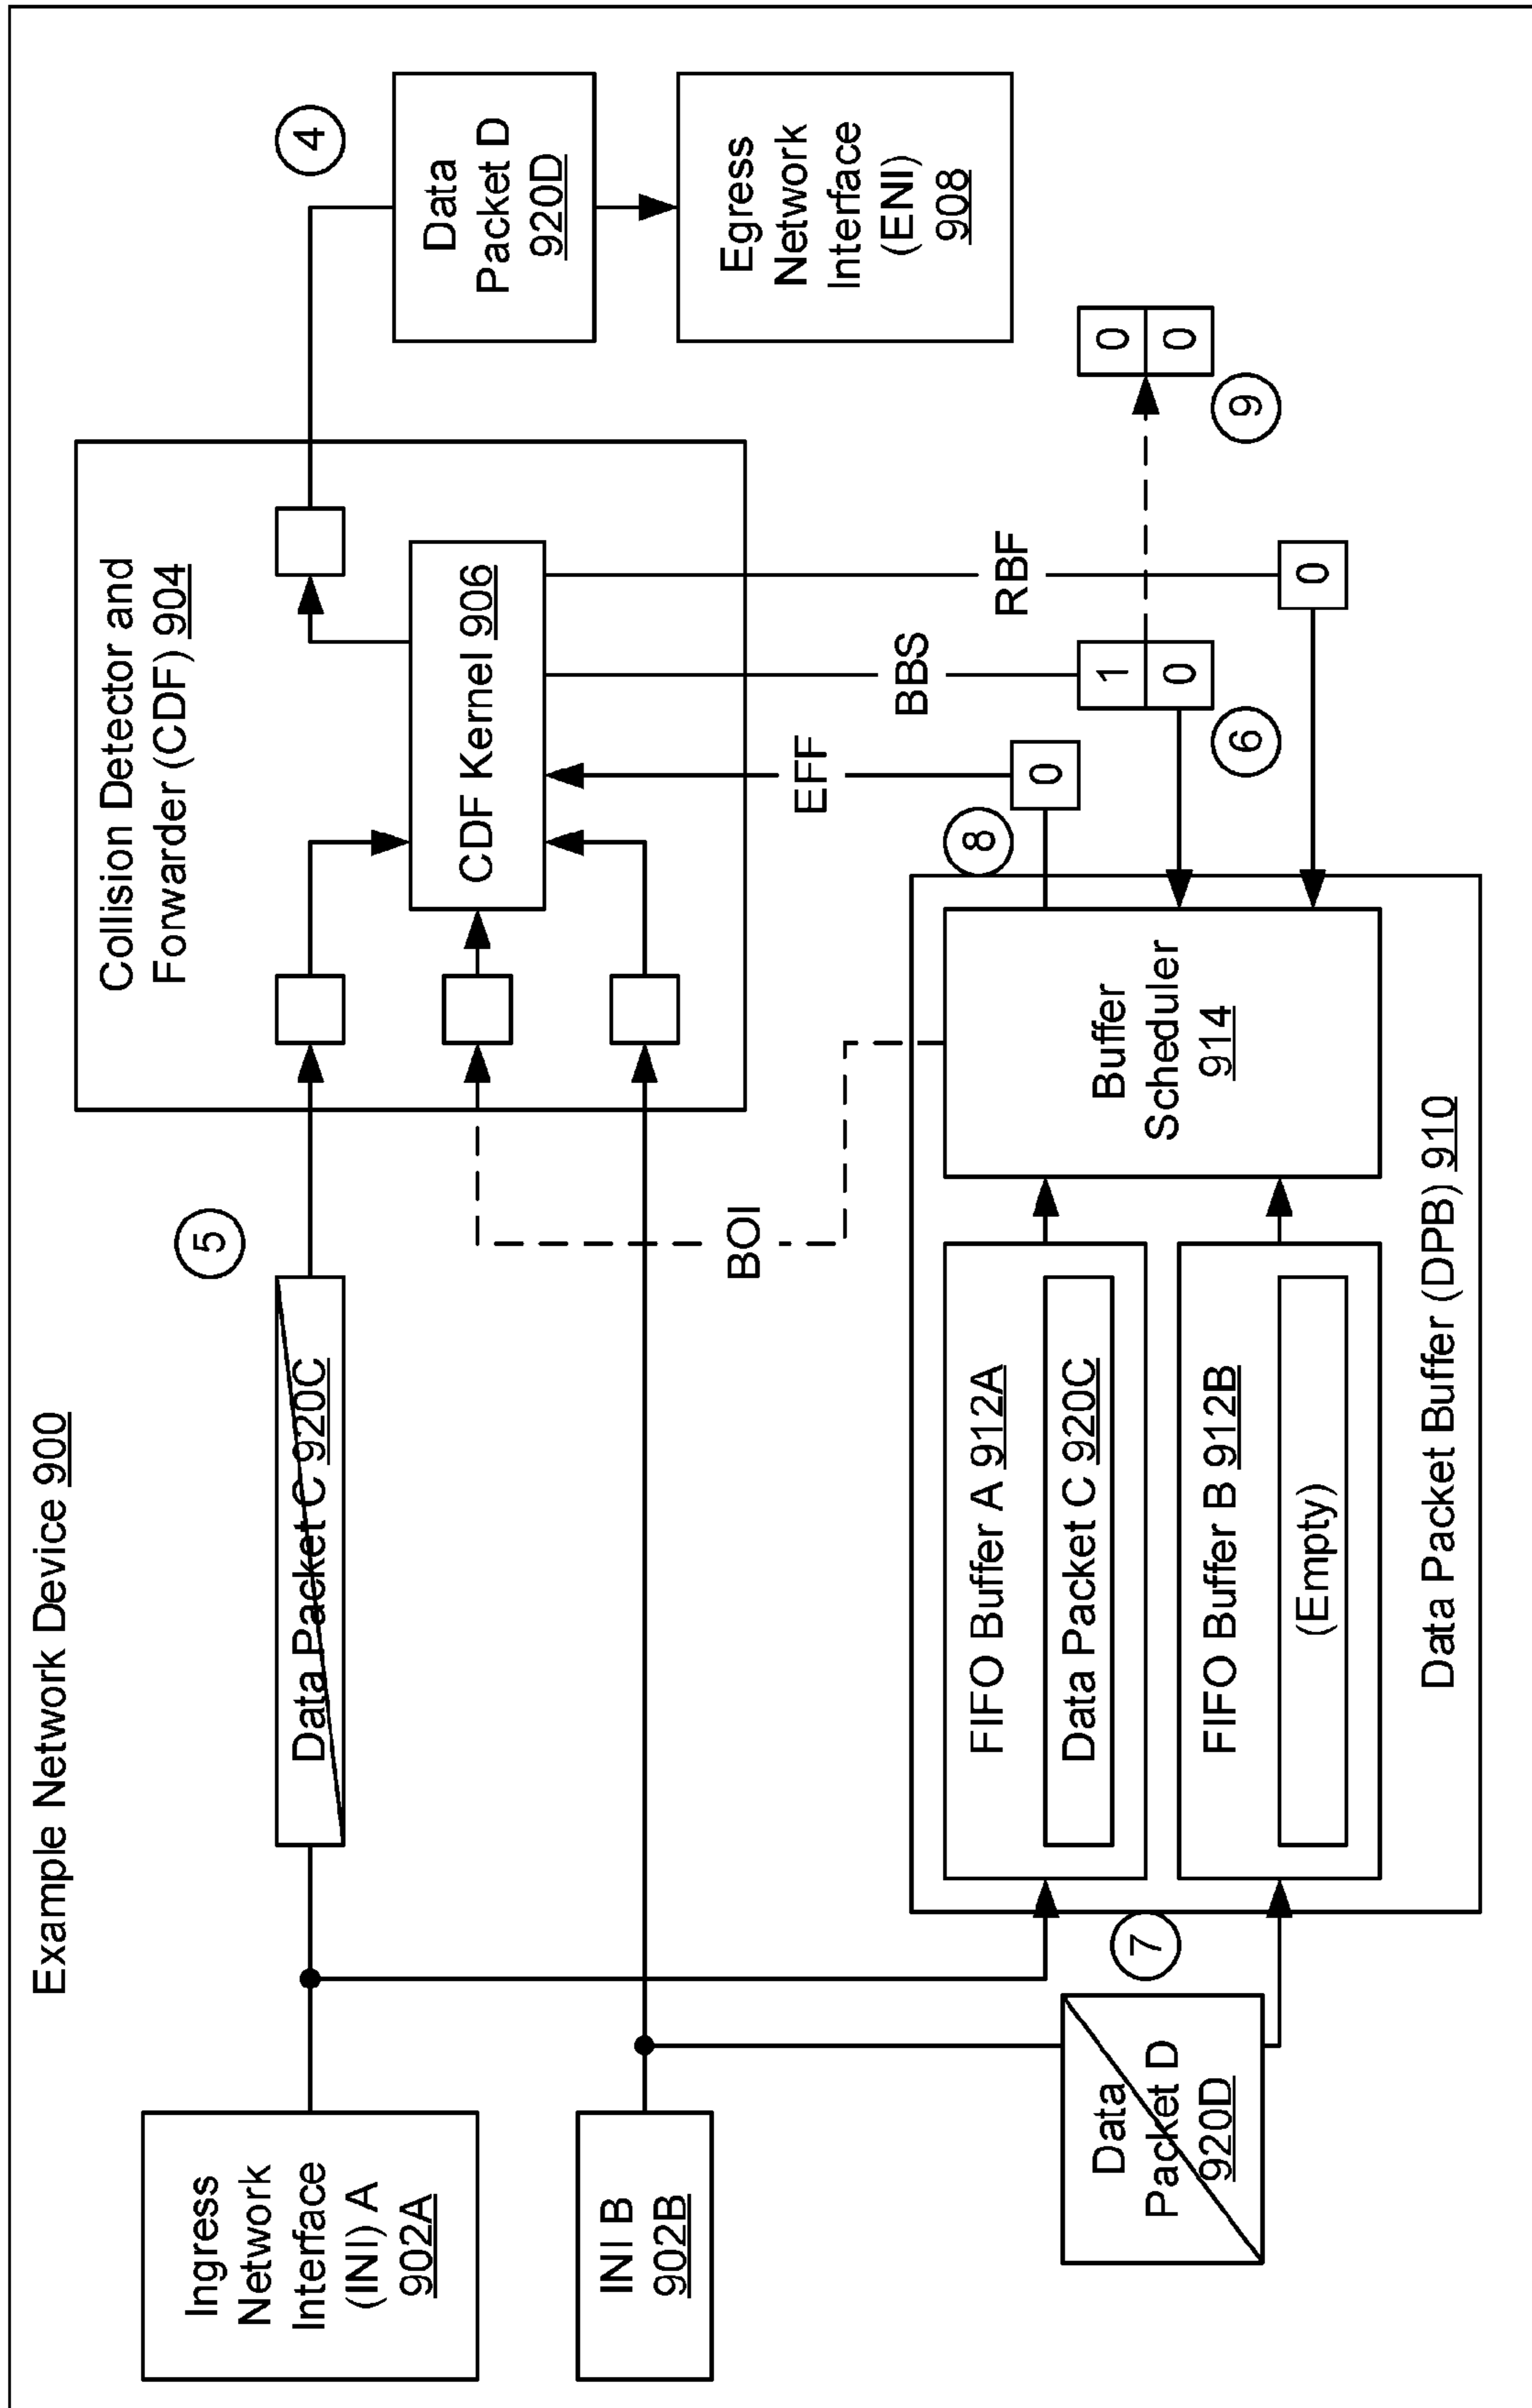 Example Network Device 900
Ingress
Network
Interface
(INI) A
902A
INI B
902B
Data Packet C 920C
5
Collision Detector and
Forwarder (CDF) 904
CDF Kernel 906
4
Data
Packet D
920D
Egress
Network
Interface
(ENI)
908
BOI
EFF
BBS
RBF
8
0
1
0
6
0
0
0
9
Data
Packet D
920D
7
FIFO Buffer A 912A
Data Packet C 920C
FIFO Buffer B 912B
(Empty)
Buffer
Scheduler
914
Data Packet Buffer (DPB) 910